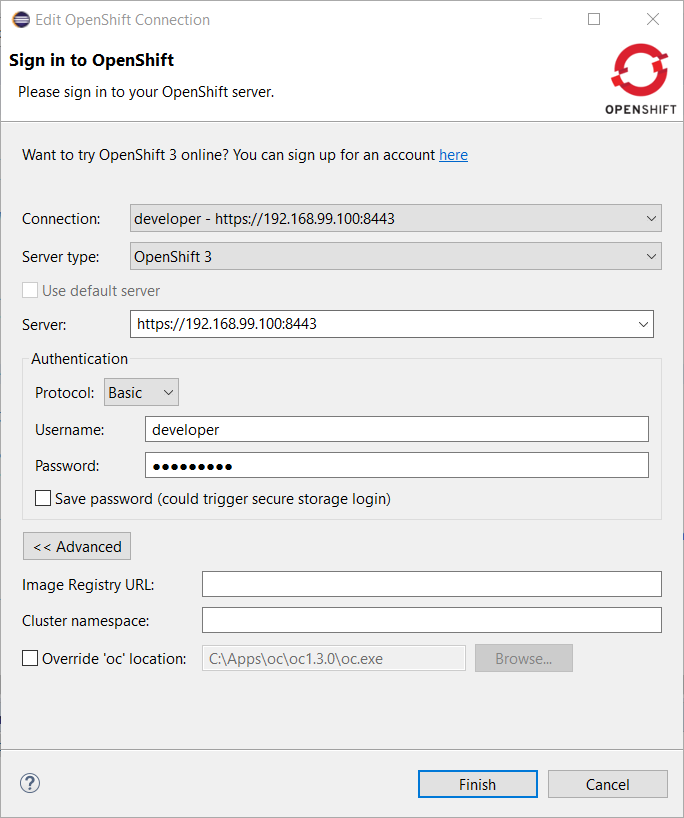 Edit OpenShift Connection
Sign in to OpenShift
Please sign in to your OpenShift server.
OPENSHIFT
Want to try OpenShift 3 online? You can sign up for an account here
Connection: developer - https://192.168.99.100:8443
Server type: OpenShift 3
Use default server
Server: https://192.168.99.100:8443
Authentication
Protocol: Basic
Username: developer
Password: ●●●●●●●●●
Save password (could trigger secure storage login)
<< Advanced
Image Registry URL:
Cluster namespace:
Override 'oc' location: C:\Apps\oc\oc1.3.0\oc.exe Browse...
? Finish Cancel